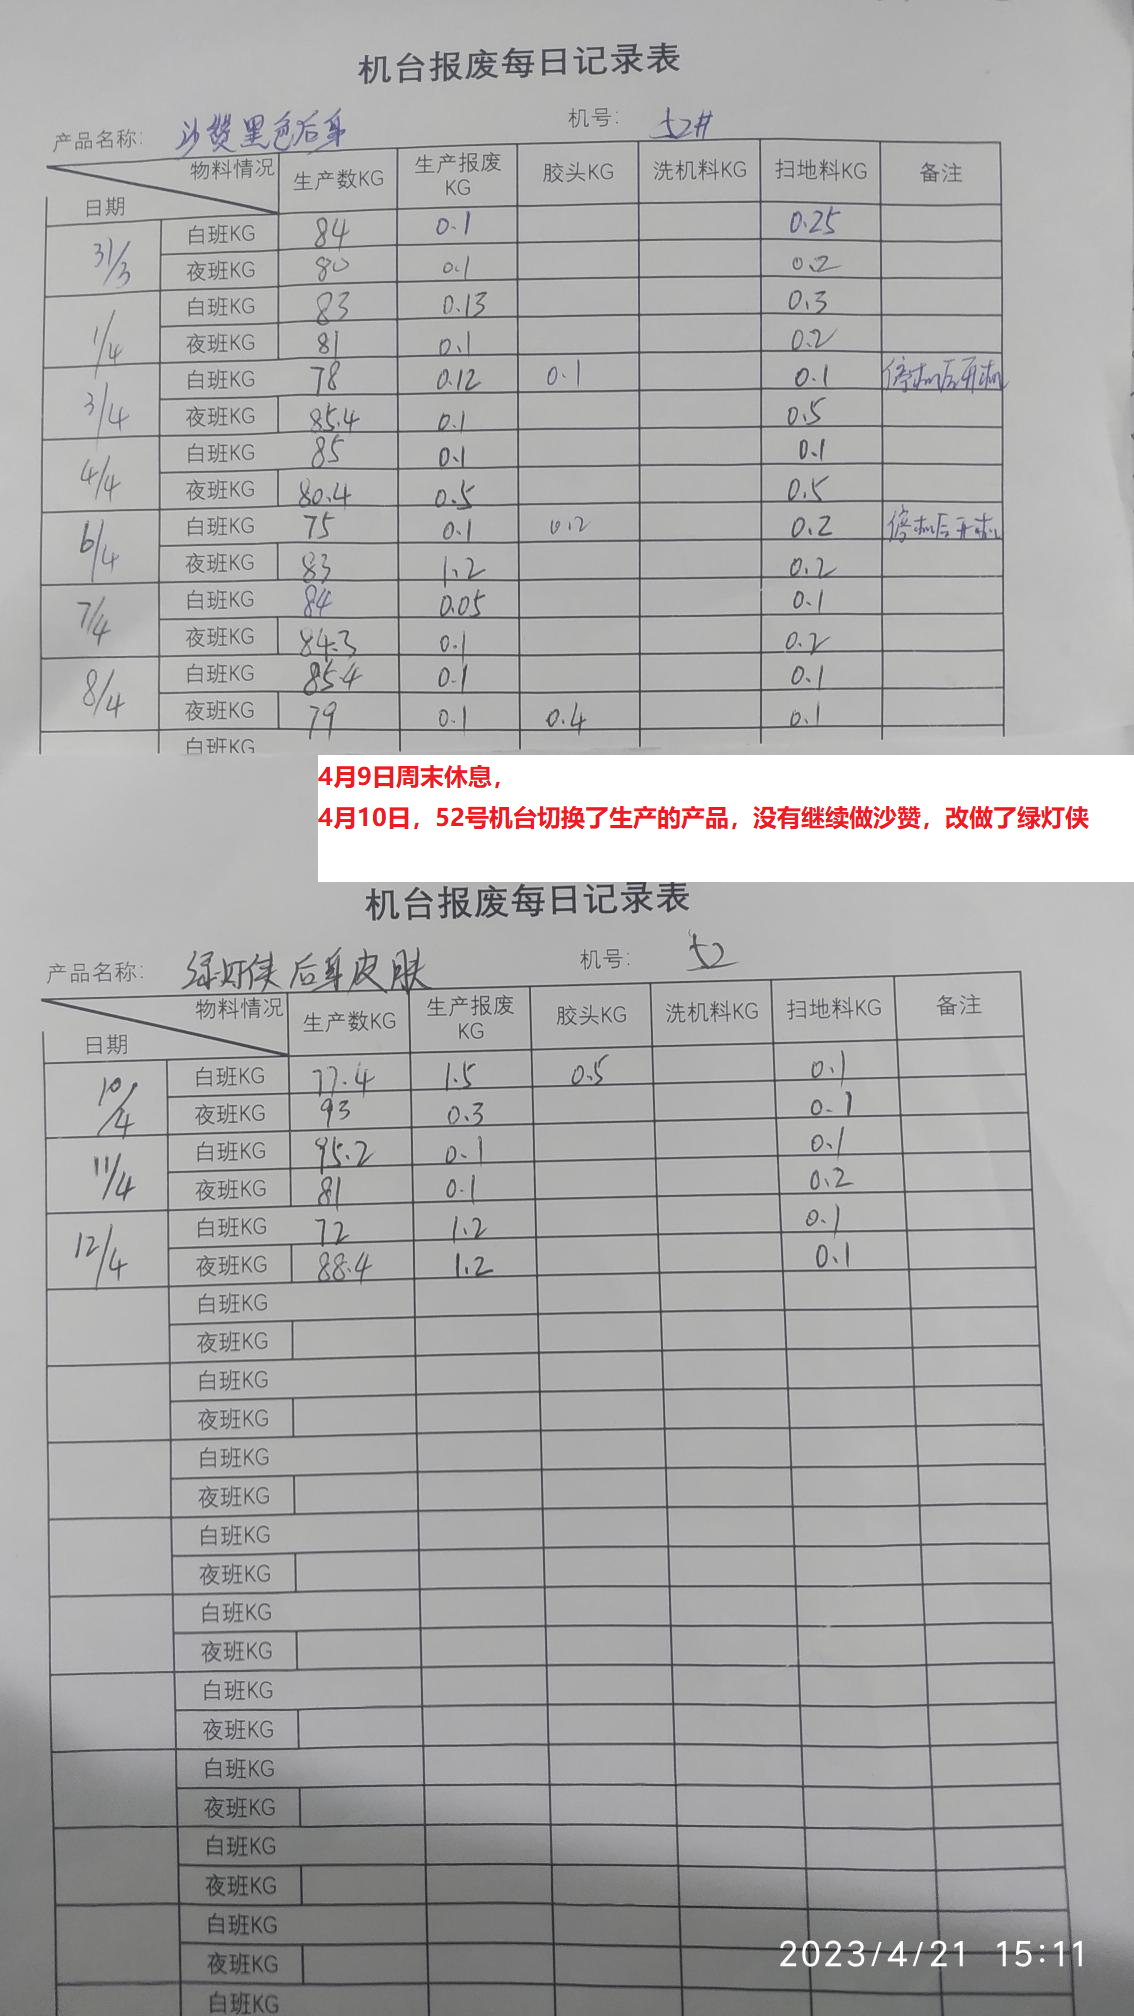 机台报废每日记录表
产品名称: 沙赞黑色后身 机号: 52#
物料情况 生产数KG 生产报废KG 胶头KG 洗机料KG 扫地料KG 备注
日期
31/3 白班KG 84 0.1 0.25
夜班KG 80 0.1 0.2
1/4 白班KG 83 0.13 0.3
夜班KG 81 0.1 0.2
3/4 白班KG 78 0.12 0.1 0.1 停机后开机
夜班KG 85.4 0.1 0.5
4/4 白班KG 85 0.1 0.1
夜班KG 80.4 0.5 0.5
6/4 白班KG 75 0.1 0.2 0.2 停机后开机
夜班KG 83 1.2 0.2
7/4 白班KG 84 0.05 0.1
夜班KG 84.3 0.1 0.2
8/4 白班KG 85.4 0.1 0.1
夜班KG 79 0.1 0.4 0.1
白班KG
4月9日周末休息，
4月10日，52号机台切换了生产的产品，没有继续做沙赞，改做了绿灯侠
机台报废每日记录表
产品名称: 绿灯侠后身皮肤 机号: 52
物料情况 生产数KG 生产报废KG 胶头KG 洗机料KG 扫地料KG 备注
日期
10/4 白班KG 77.4 1.5 0.5 0.1
夜班KG 93 0.3 0.1
11/4 白班KG 95.2 0.1 0.1
夜班KG 81 0.1 0.2
12/4 白班KG 72 1.2 0.1
夜班KG 88.4 1.2 0.1
白班KG
夜班KG
白班KG
夜班KG
白班KG
夜班KG
白班KG
夜班KG
白班KG
夜班KG
白班KG
夜班KG
白班KG
夜班KG
白班KG
夜班KG
白班KG
夜班KG
白班KG
2023/4/21 15:11